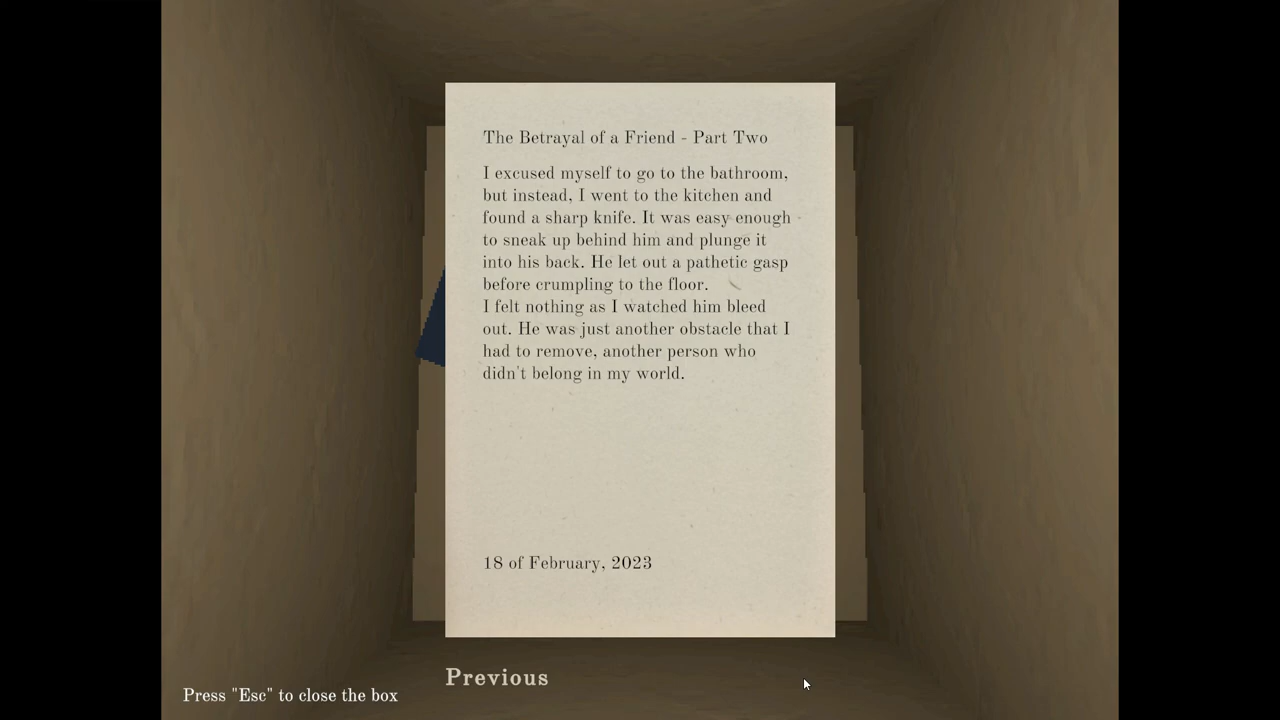 The Betrayal of a Friend - Part Two
I excused myself to go to the bathroom,
but instead, I went to the kitchen and
found a sharp knife. It was easy enough
to sneak up behind him and plunge it
into his back. He let out a pathetic gasp
before crumpling to the floor.
I felt nothing as I watched him bleed
out. He was just another obstacle that I
had to remove, another person who
didn't belong in my world.
18 of February, 2023
Previous
Press "Esc" to close the box